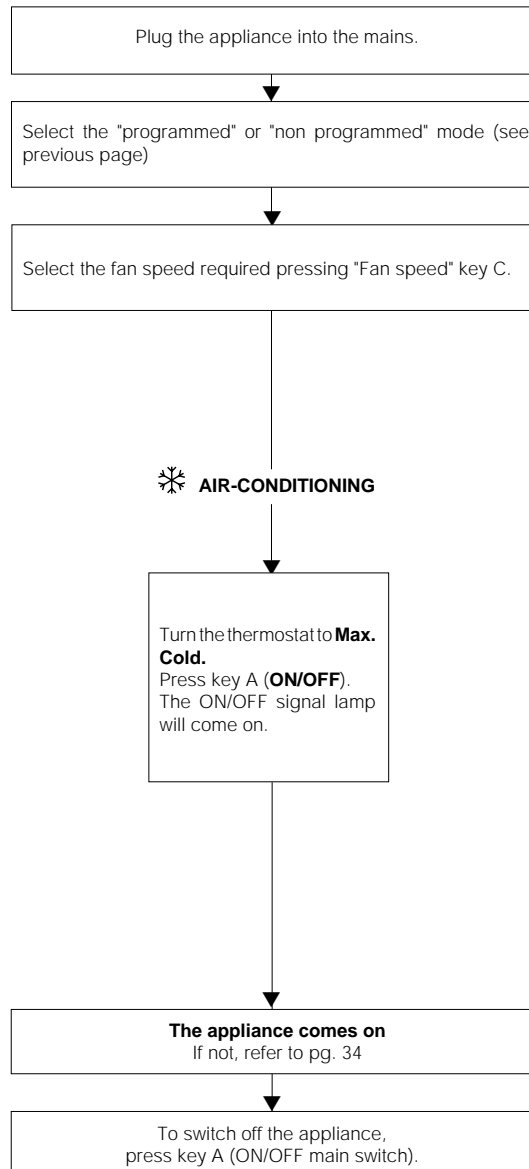 Plug the appliance into the mains.
Select the "programmed" or "non programmed" mode (see
previous page)
Select the fan speed required pressing "Fan speed" key C.
AIR-CONDITIONING
Turn the thermostat to Max.
Cold.
Press key A (ON/OFF).
The ON/OFF signal lamp
will come on.
The appliance comes on
If not, refer to pg. 34
To switch off the appliance,
press key A (ON/OFF main switch).